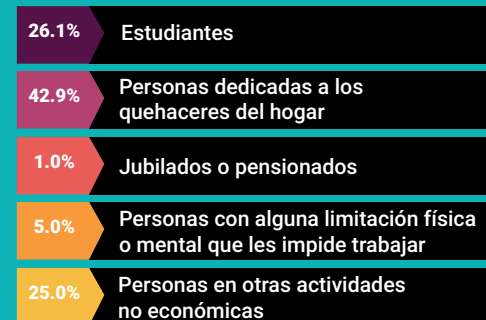 26.1% Estudiantes
42.9% Personas dedicadas a los
quehaceres del hogar
1.0% Jubilados o pensionados
5.0% Personas con alguna limitación física
o mental que les impide trabajar
25.0% Personas en otras actividades
no económicas